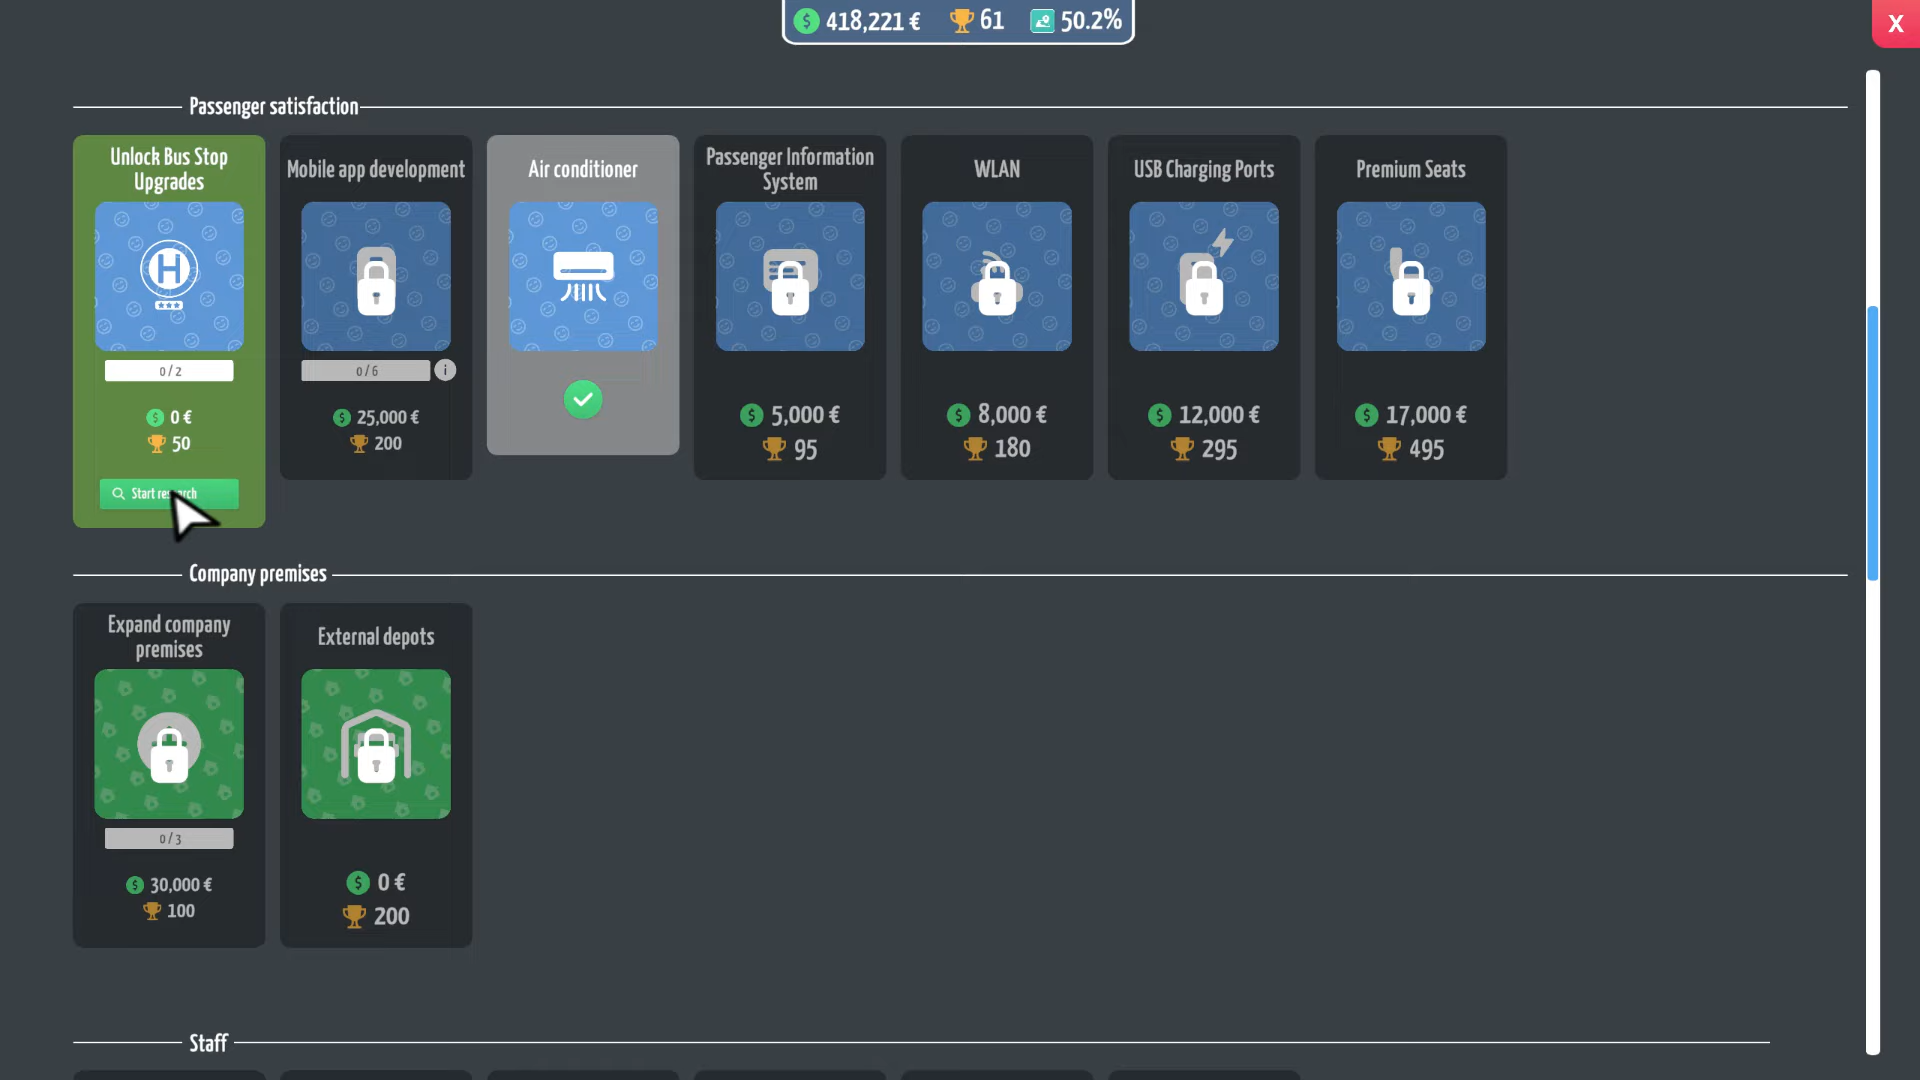 418,221 €
61
50.2%
X
Passenger satisfaction
Unlock Bus Stop
Upgrades
H
0 / 2
$ 0 €
50
Start research
Mobile app development
0 / 6
i
$ 25,000 €
200
Air conditioner
Passenger Information
System
$ 5,000 €
95
WLAN
$ 8,000 €
180
USB Charging Ports
$ 12,000 €
295
Premium Seats
$ 17,000 €
495
Company premises
Expand company
premises
0 / 3
$ 30,000 €
100
External depots
$ 0 €
200
Staff